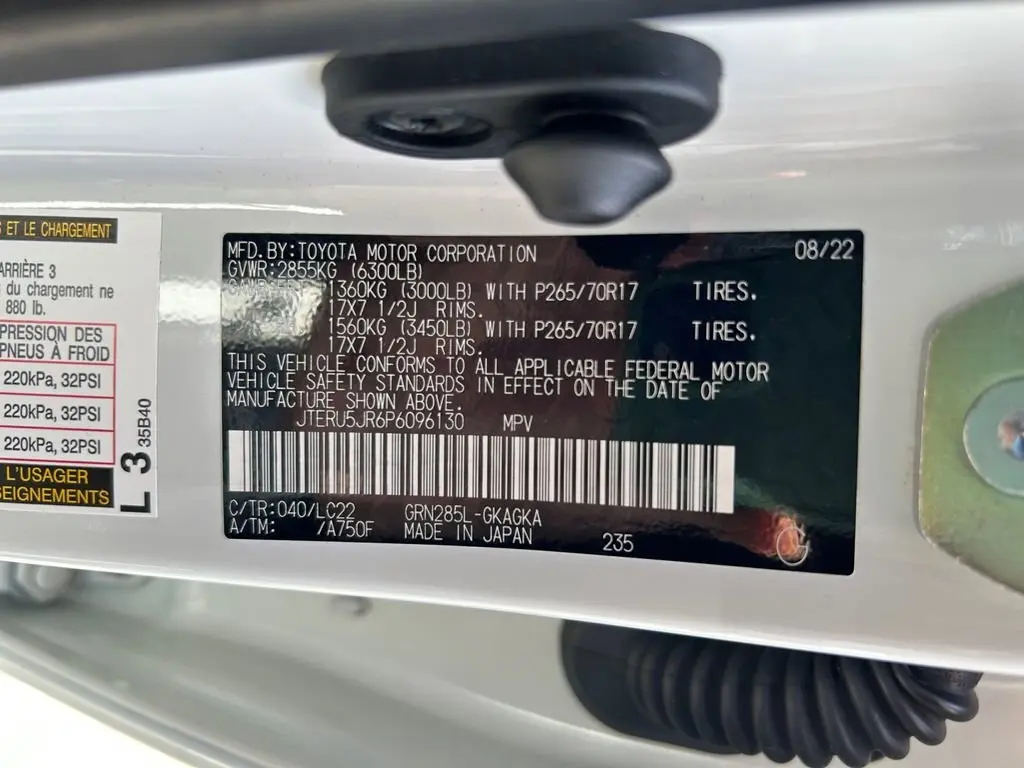 S ET LE CHARGEMENT
ARRIÈRE 3
du chargement ne
880 lb.
PRESSION DES
PNEUS À FROID
220kPa, 32PSI
220kPa, 32PSI
220kPa, 32PSI
L'USAGER
SEIGNEMENTS
L 3 35B40
MFD.BY:TOYOTA MOTOR CORPORATION 08/22
GVWR:2855KG (6300LB)
1360KG (3000LB) WITH P265/70R17 TIRES.
17X7 1/2J RIMS.
1560KG (3450LB) WITH P265/70R17 TIRES.
17X7 1/2J RIMS.
THIS VEHICLE CONFORMS TO ALL APPLICABLE FEDERAL MOTOR
VEHICLE SAFETY STANDARDS IN EFFECT ON THE DATE OF
MANUFACTURE SHOWN ABOVE.
JTERU5JR6P6096130 MPV
C/TR:040/LC22 GRN285L-GKAGKA
A/TM: /A750F MADE IN JAPAN 235